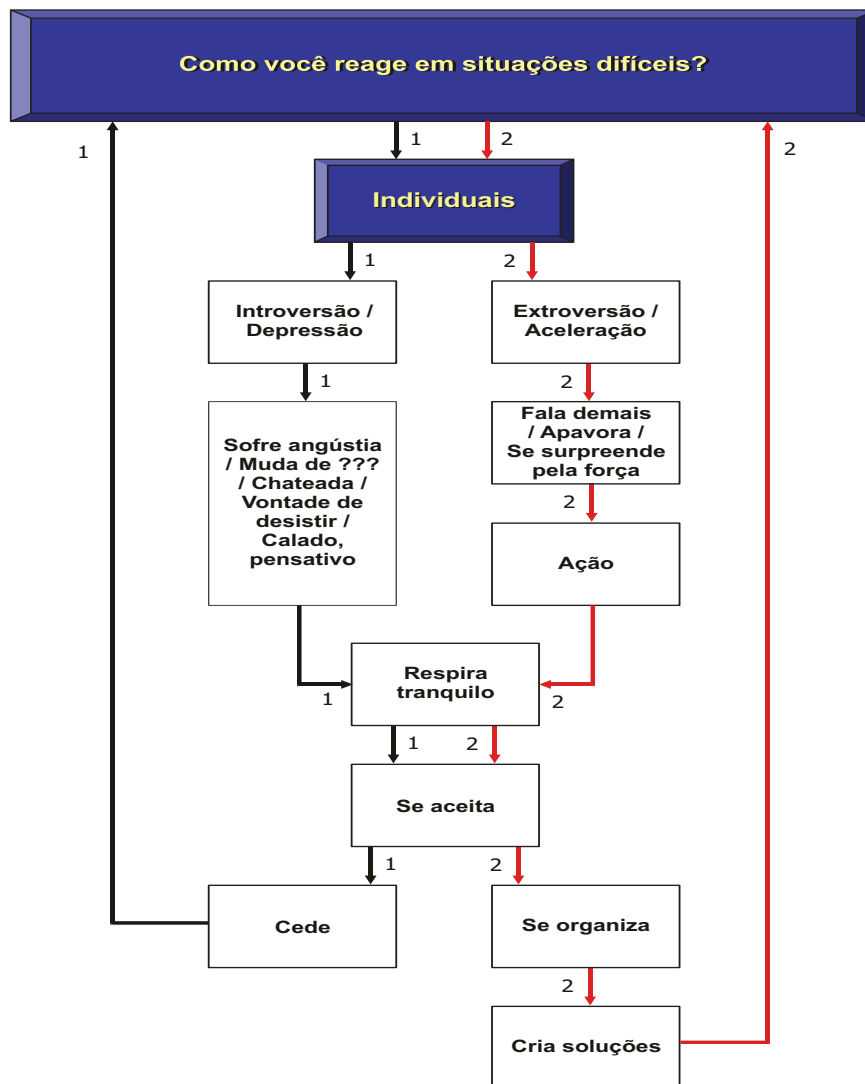 Como você reage em situações difíceis?
1
1
2
2
Individuais
1
2
Introversão /
Depressão
Extroversão /
Aceleração
1
2
Sofre angústia
/ Muda de ???
/ Chateada /
Vontade de
desistir /
Calado,
pensativo
Fala demais
/ Apavora /
Se surpreende
pela força
2
Ação
Respira
tranquilo
1
2
1
2
Se aceita
1
2
Cede
Se organiza
2
Cria soluções